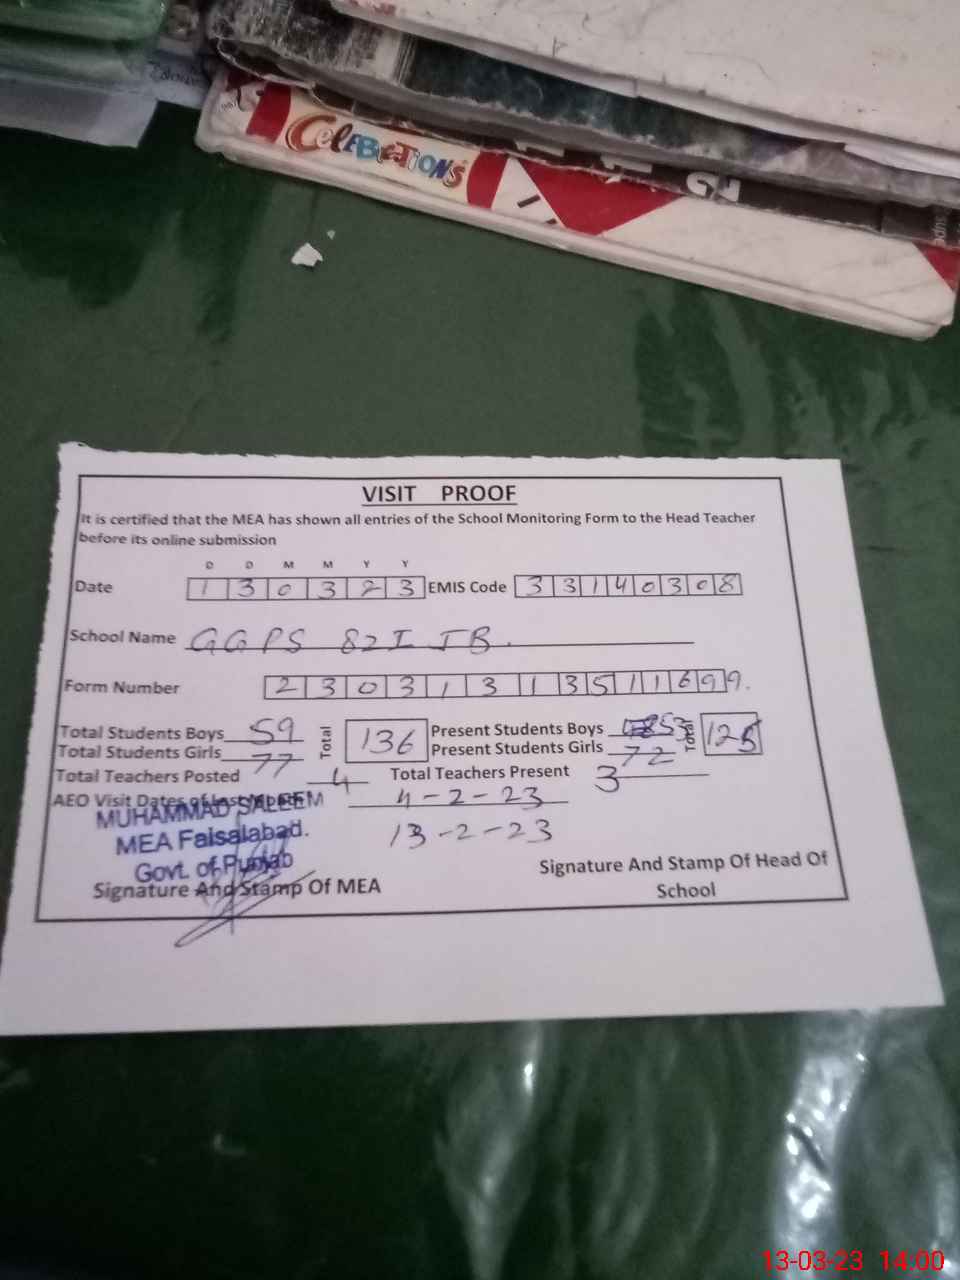 CELEBRATIONS
VISIT PROOF
It is certified that the MEA has shown all entries of the School Monitoring Form to the Head Teacher
before its online submission
D D M M Y Y
Date 1 3 0 3 2 3 EMIS Code 3 3 1 4 0 3 0 8
School Name GGPS 82 I JB.
Form Number 2 3 0 3 1 3 1 3 5 1 1 6 9 9.
Total Students Boys 59 Total 136 Present Students Boys 53 Total 125
Total Students Girls 77 Present Students Girls 72
Total Teachers Posted 4 Total Teachers Present 3
AEO Visit Dates of Last Month 4-2-23
MUHAMMAD SALEEM
MEA Faisalabad. 13-2-23
Govt. of Punjab
Signature And Stamp Of MEA
Signature And Stamp Of Head Of
School
13-03-23 14:00